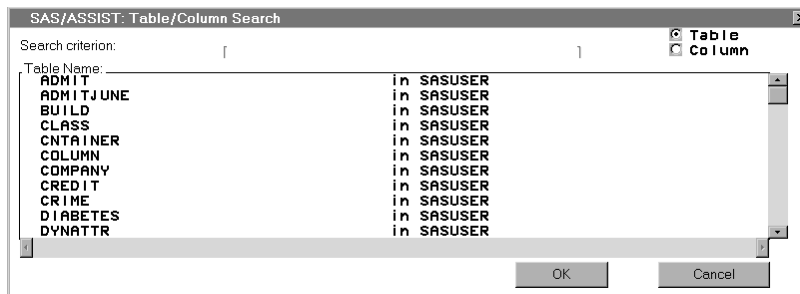 SAS/ASSIST: Table/Column Search
Search criterion:
Table
Column
Table Name:
ADMIT in SASUSER
ADMITJUNE in SASUSER
BUILD in SASUSER
CLASS in SASUSER
CNTAINER in SASUSER
COLUMN in SASUSER
COMPANY in SASUSER
CREDIT in SASUSER
CRIME in SASUSER
DIABETES in SASUSER
DYNATTR in SASUSER
OK Cancel